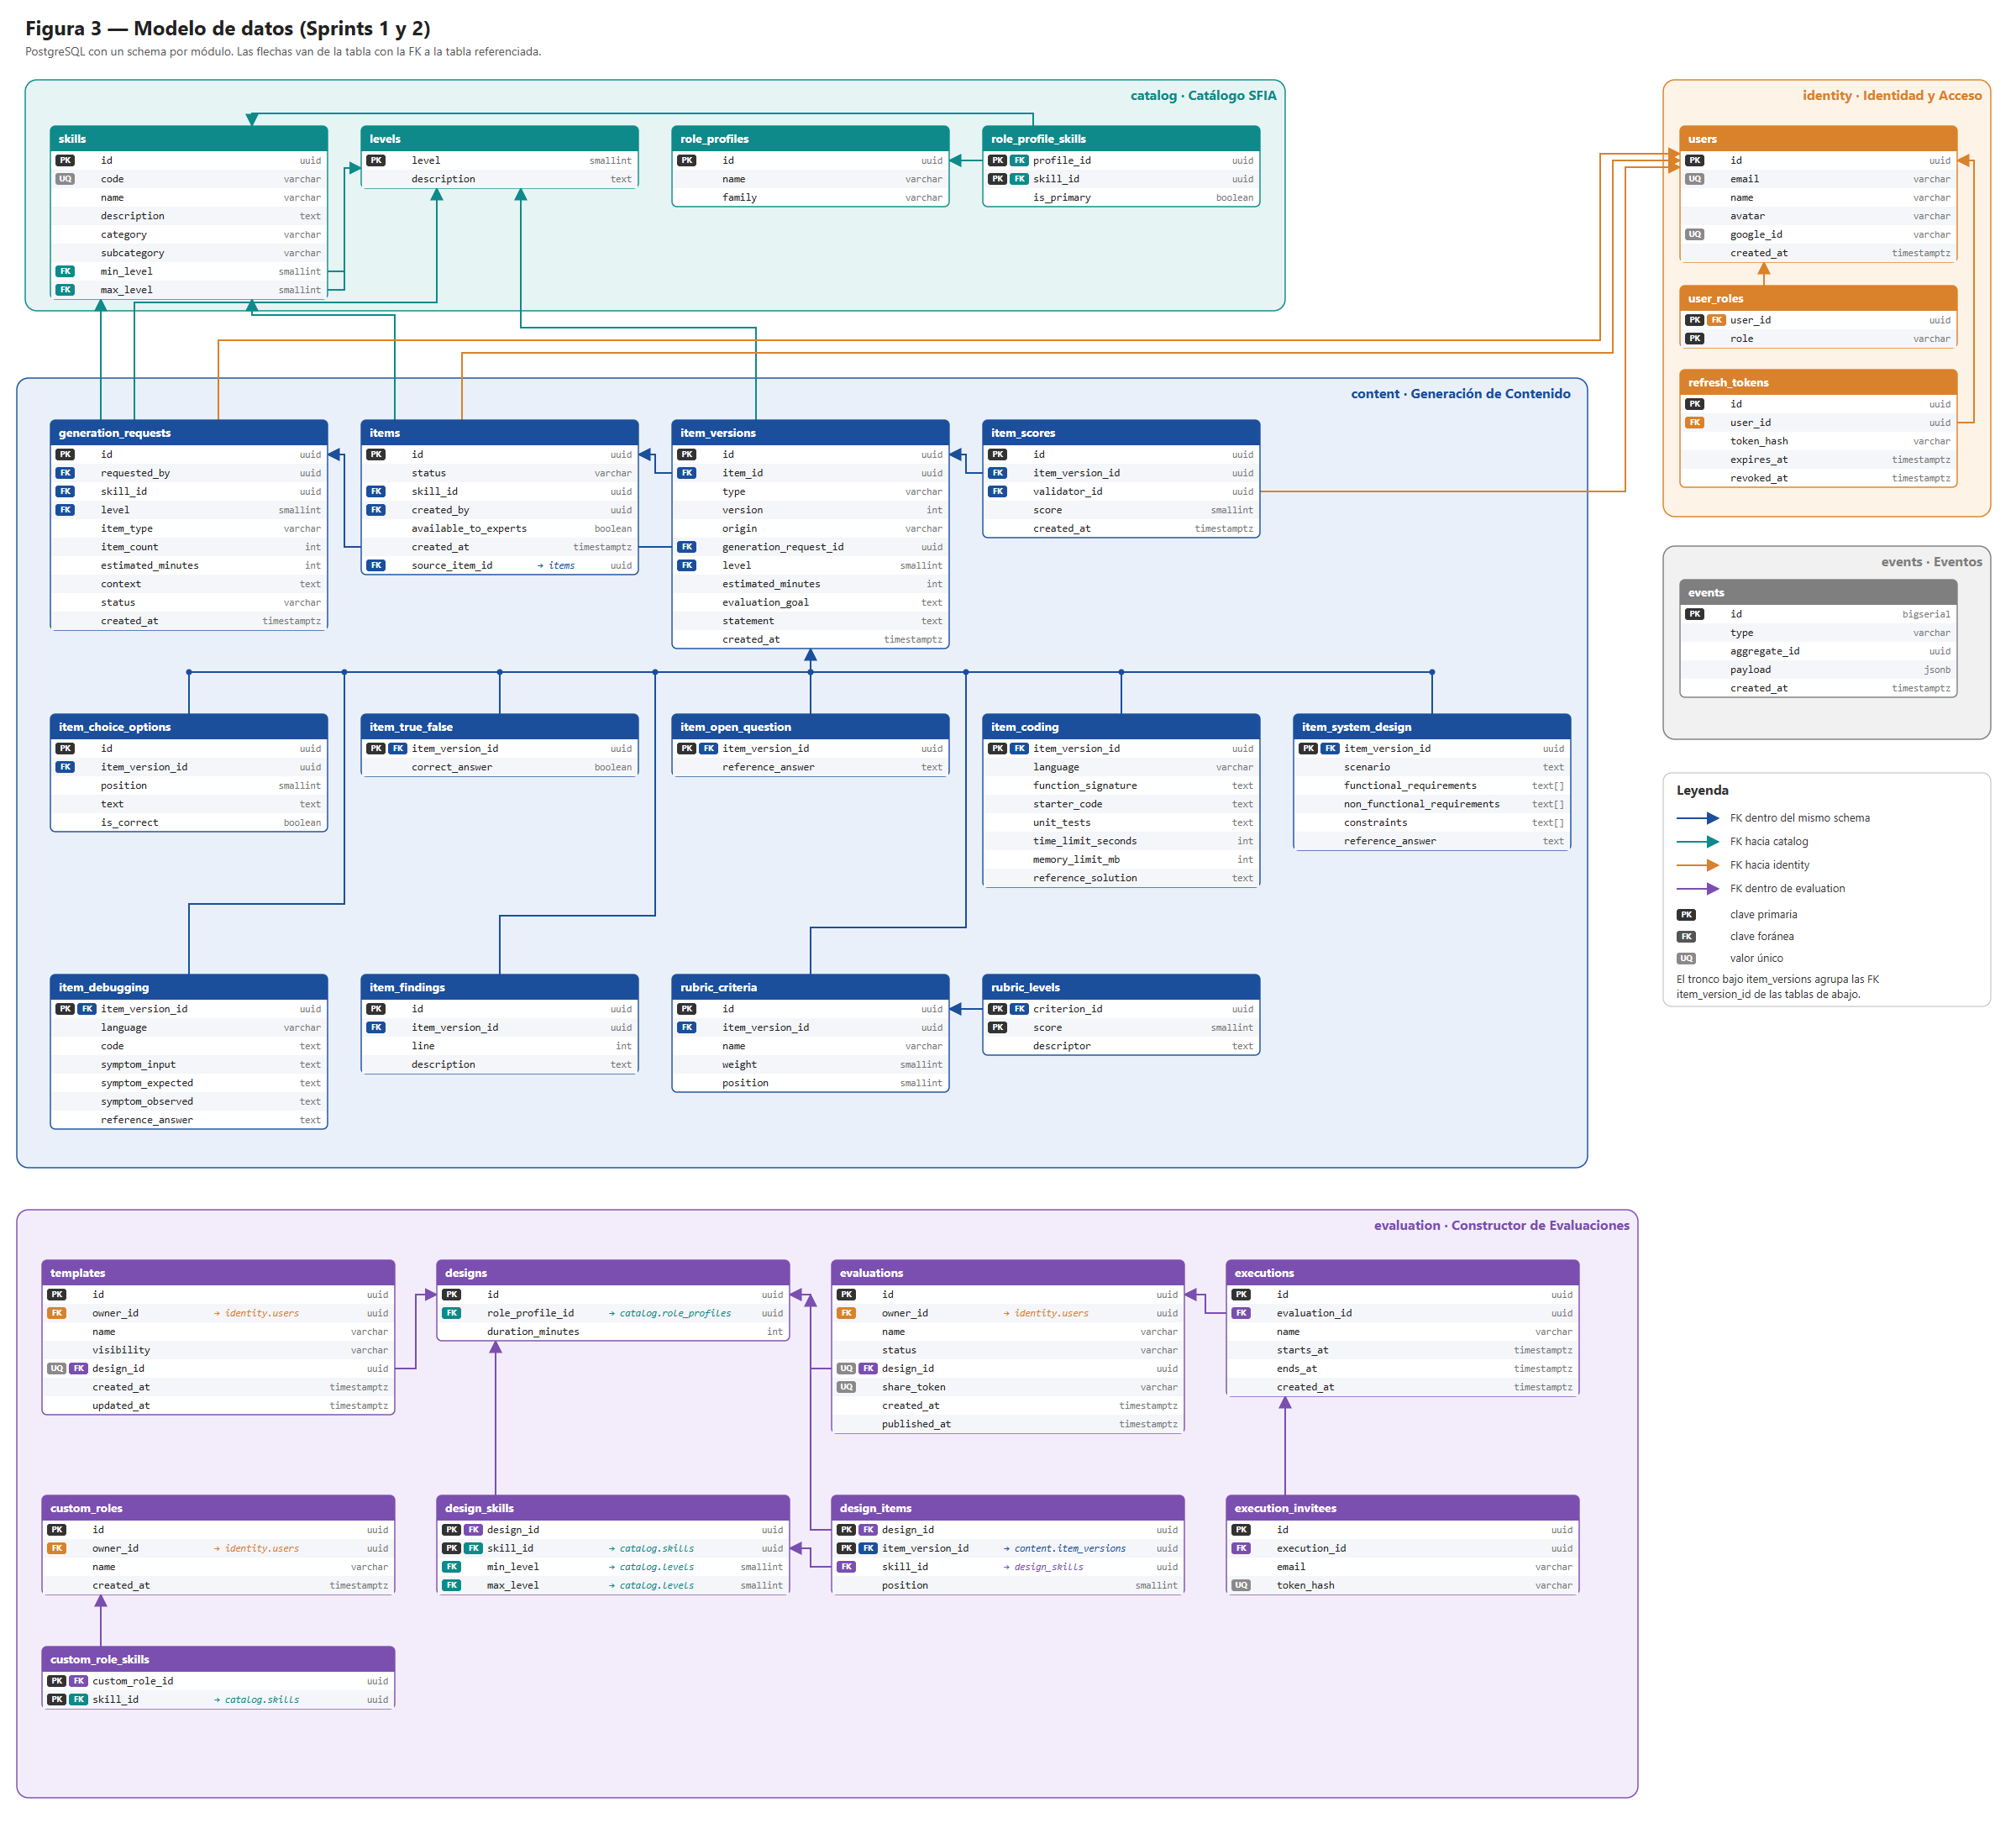 Figura 3 — Modelo de datos (Sprints 1 y 2)
PostgreSQL con un schema por módulo. Las flechas van de la tabla con la FK a la tabla referenciada.
catalog · Catálogo SFIA
skills
PK id uuid
UQ code varchar
name varchar
description text
category varchar
subcategory varchar
FK min_level smallint
FK max_level smallint
levels
PK level smallint
description text
role_profiles
PK id uuid
name varchar
family varchar
role_profile_skills
PK FK profile_id uuid
PK FK skill_id uuid
is_primary boolean
identity · Identidad y Acceso
users
PK id uuid
UQ email varchar
name varchar
avatar varchar
UQ google_id varchar
created_at timestamptz
user_roles
PK FK user_id uuid
PK role varchar
refresh_tokens
PK id uuid
FK user_id uuid
token_hash varchar
expires_at timestamptz
revoked_at timestamptz
content · Generación de Contenido
generation_requests
PK id uuid
FK requested_by uuid
FK skill_id uuid
FK level smallint
item_type varchar
item_count int
estimated_minutes int
context text
status varchar
created_at timestamptz
items
PK id uuid
status varchar
FK skill_id uuid
FK created_by uuid
available_to_experts boolean
created_at timestamptz
FK source_item_id → items uuid
item_versions
PK id uuid
FK item_id uuid
type varchar
version int
origin varchar
FK generation_request_id uuid
FK level smallint
estimated_minutes int
evaluation_goal text
statement text
created_at timestamptz
item_scores
PK id uuid
FK item_version_id uuid
FK validator_id uuid
score smallint
created_at timestamptz
item_choice_options
PK id uuid
FK item_version_id uuid
position smallint
text text
is_correct boolean
item_true_false
PK FK item_version_id uuid
correct_answer boolean
item_open_question
PK FK item_version_id uuid
reference_answer text
item_coding
PK FK item_version_id uuid
language varchar
function_signature text
starter_code text
unit_tests text
time_limit_seconds int
memory_limit_mb int
reference_solution text
item_system_design
PK FK item_version_id uuid
scenario text
functional_requirements text[]
non_functional_requirements text[]
constraints text[]
reference_answer text
item_debugging
PK FK item_version_id uuid
language varchar
code text
symptom_input text
symptom_expected text
symptom_observed text
reference_answer text
item_findings
PK id uuid
FK item_version_id uuid
line int
description text
rubric_criteria
PK id uuid
FK item_version_id uuid
name varchar
weight smallint
position smallint
rubric_levels
PK FK criterion_id uuid
PK score smallint
descriptor text
events · Eventos
events
PK id bigserial
type varchar
aggregate_id uuid
payload jsonb
created_at timestamptz
Leyenda
FK dentro del mismo schema
FK hacia catalog
FK hacia identity
FK dentro de evaluation
PK clave primaria
FK clave foránea
UQ valor único
El tronco bajo item_versions agrupa las FK
item_version_id de las tablas de abajo.
evaluation · Constructor de Evaluaciones
templates
PK id uuid
FK owner_id → identity.users uuid
name varchar
visibility varchar
UQ FK design_id uuid
created_at timestamptz
updated_at timestamptz
designs
PK id uuid
FK role_profile_id → catalog.role_profiles uuid
duration_minutes int
evaluations
PK id uuid
FK owner_id → identity.users uuid
name varchar
status varchar
UQ FK design_id uuid
UQ share_token varchar
created_at timestamptz
published_at timestamptz
executions
PK id uuid
FK evaluation_id uuid
name varchar
starts_at timestamptz
ends_at timestamptz
created_at timestamptz
custom_roles
PK id uuid
FK owner_id → identity.users uuid
name varchar
created_at timestamptz
design_skills
PK FK design_id uuid
PK FK skill_id → catalog.skills uuid
FK min_level → catalog.levels smallint
FK max_level → catalog.levels smallint
design_items
PK FK design_id uuid
PK FK item_version_id → content.item_versions uuid
FK skill_id → design_skills uuid
position smallint
execution_invitees
PK id uuid
FK execution_id uuid
email varchar
UQ token_hash varchar
custom_role_skills
PK FK custom_role_id uuid
PK FK skill_id → catalog.skills uuid